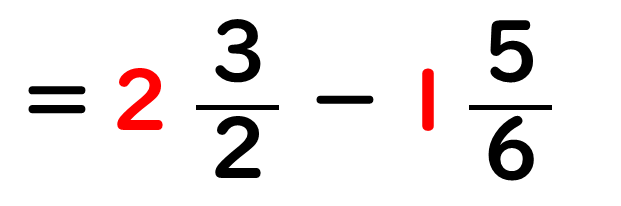 = 2 3/2 − 1 5/6